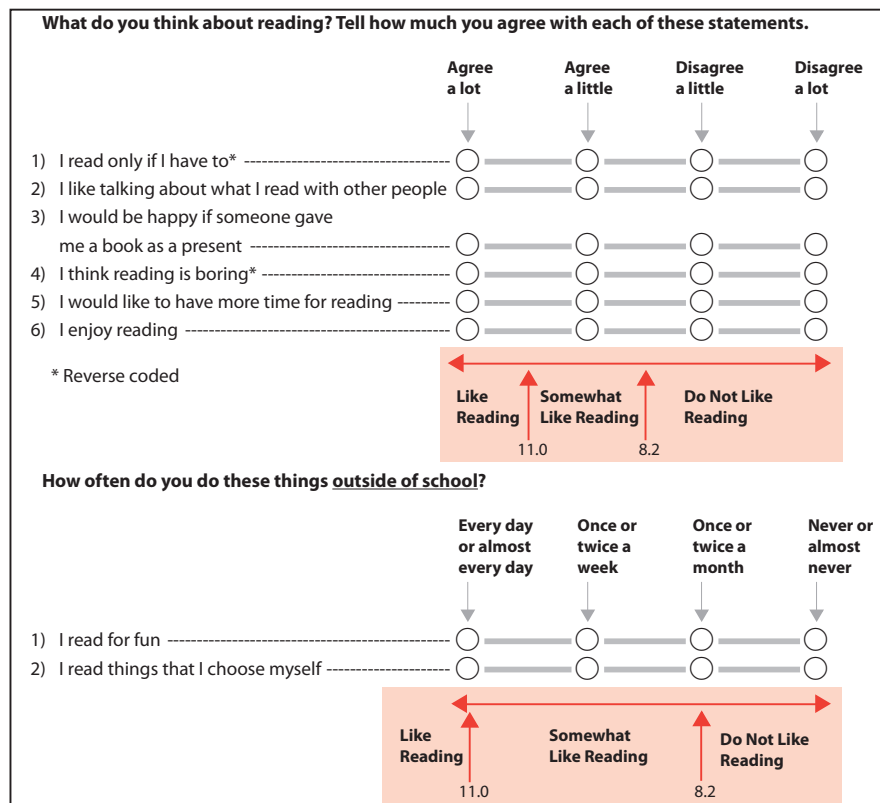 What do you think about reading? Tell how much you agree with each of these statements.
Agree a lot
Agree a little
Disagree a little
Disagree a lot
1) I read only if I have to*
2) I like talking about what I read with other people
3) I would be happy if someone gave
me a book as a present
4) I think reading is boring*
5) I would like to have more time for reading
6) I enjoy reading
* Reverse coded
Like Reading
Somewhat Like Reading
Do Not Like Reading
11.0
8.2
How often do you do these things outside of school?
Every day or almost every day
Once or twice a week
Once or twice a month
Never or almost never
1) I read for fun
2) I read things that I choose myself
Like Reading
Somewhat Like Reading
Do Not Like Reading
11.0
8.2